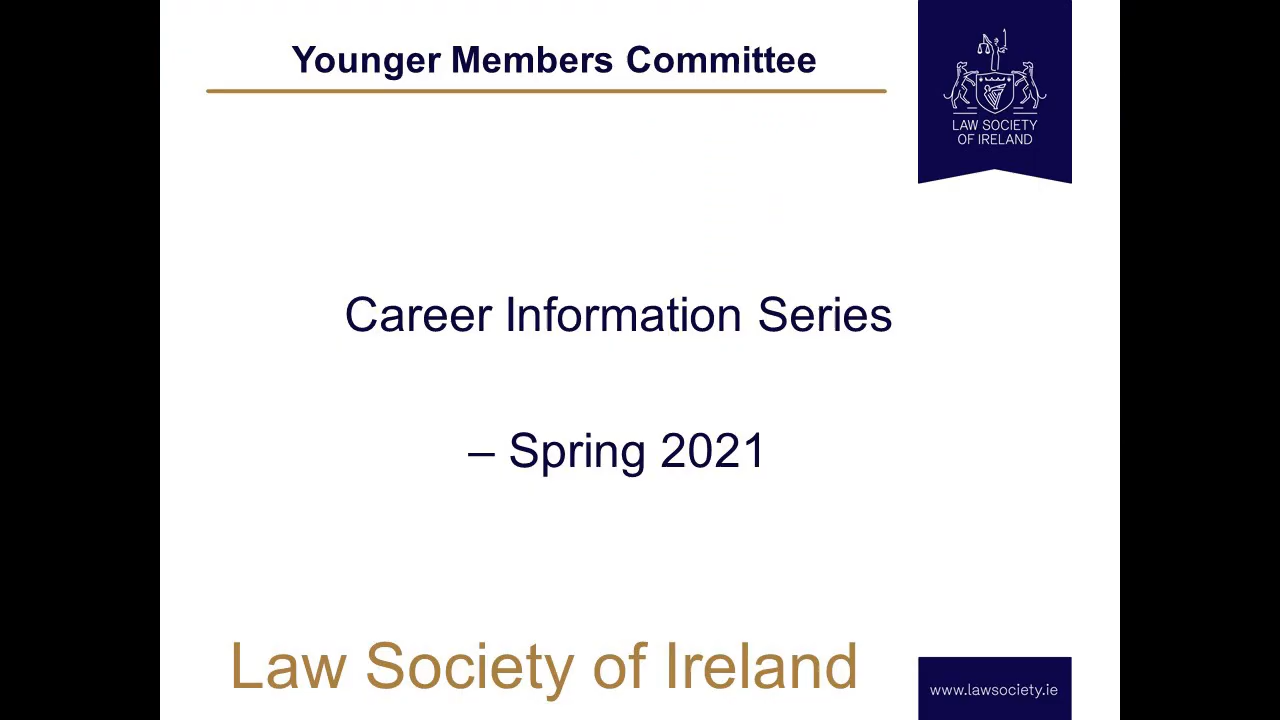 Younger Members Committee
LAW SOCIETY
OF IRELAND
Career Information Series
– Spring 2021
Law Society of Ireland
www.lawsociety.ie